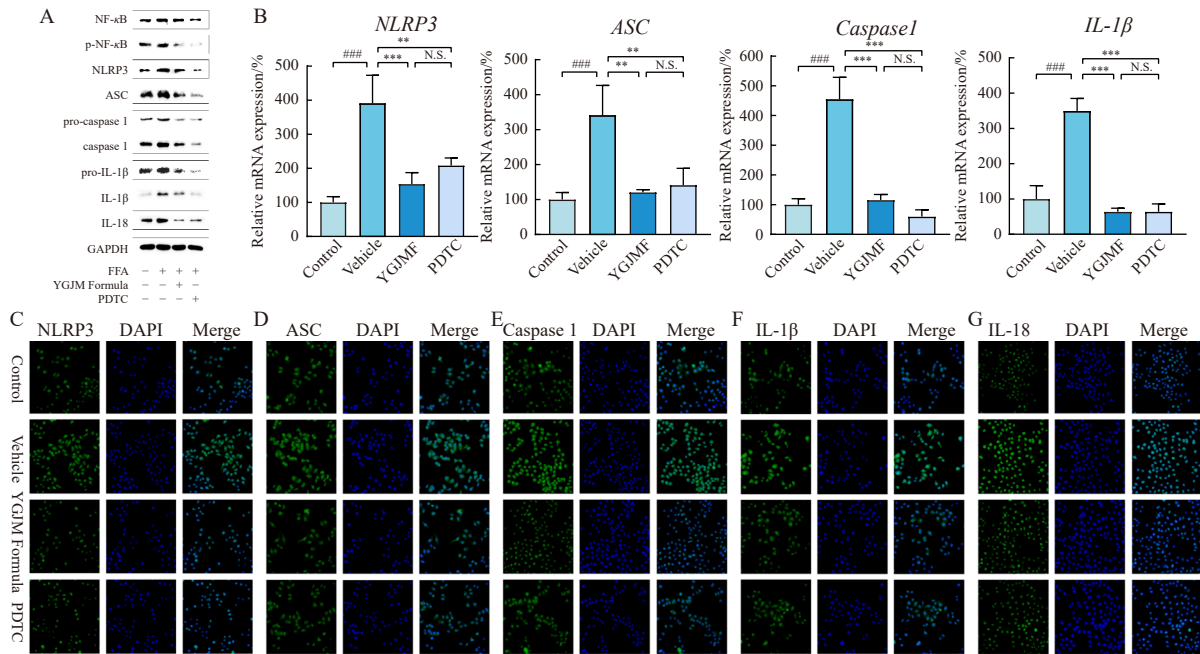 A
NF-κB
p-NF-κB
NLRP3
ASC
pro-caspase 1
caspase 1
pro-IL-1β
IL-1β
IL-18
GAPDH
FFA − + + +
YGJM Formula − − + −
PDTC − − − +
B
NLRP3
Relative mRNA expression/%
500
400
300
200
100
0
###
**
***
N.S.
Control
Vehicle
YGJMF
PDTC
ASC
Relative mRNA expression/%
500
400
300
200
100
0
###
**
**
N.S.
Control
Vehicle
YGJMF
PDTC
Caspase1
Relative mRNA expression/%
600
500
400
300
200
100
0
###
***
***
N.S.
Control
Vehicle
YGJMF
PDTC
IL-1β
Relative mRNA expression/%
500
400
300
200
100
0
###
***
***
N.S.
Control
Vehicle
YGJMF
PDTC
C NLRP3 DAPI Merge
D ASC DAPI Merge
E Caspase 1 DAPI Merge
F IL-1β DAPI Merge
G IL-18 DAPI Merge
Control
Vehicle
YGJM Formula
PDTC